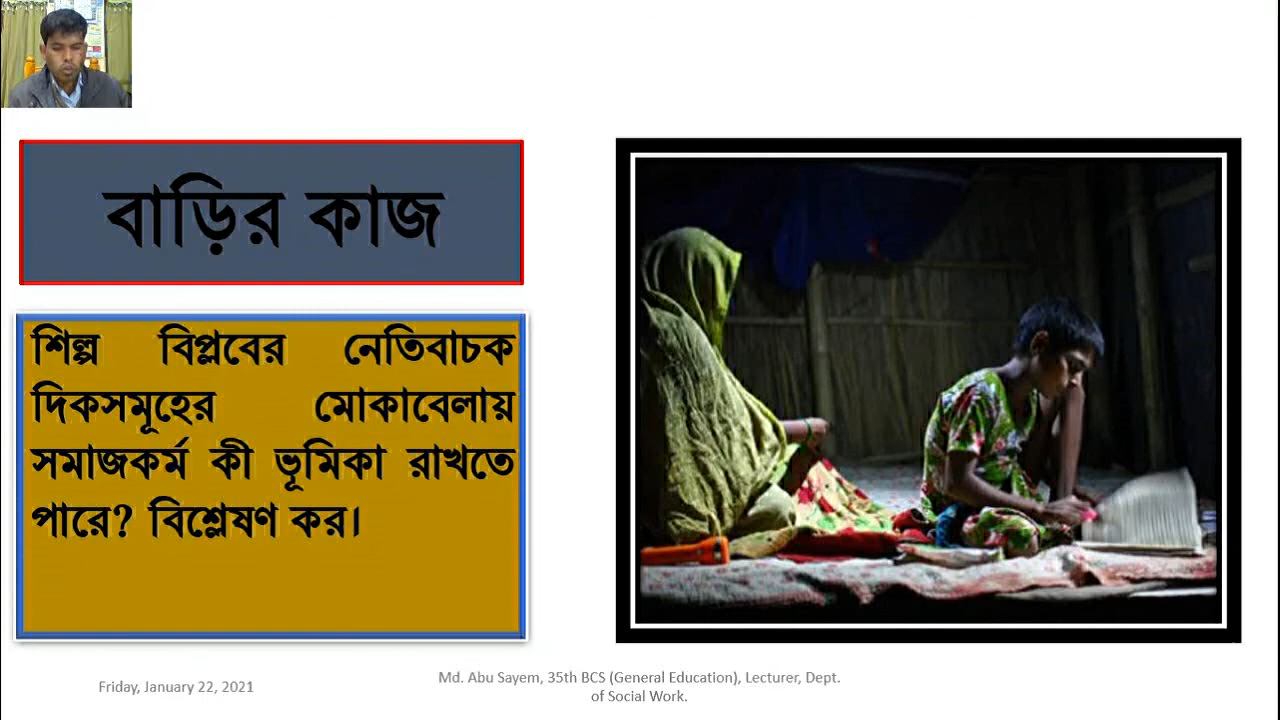 বাড়ির কাজ
শিল্প বিপ্লবের নেতিবাচক
দিকসমূহের মোকাবেলায়
সমাজকর্ম কী ভূমিকা রাখতে
পারে? বিশ্লেষণ কর।
Friday, January 22, 2021
Md. Abu Sayem, 35th BCS (General Education), Lecturer, Dept.
of Social Work.